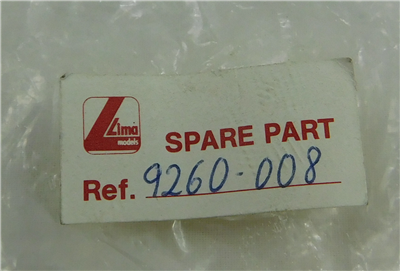 Lima
models
SPARE PART
Ref. 9260-008